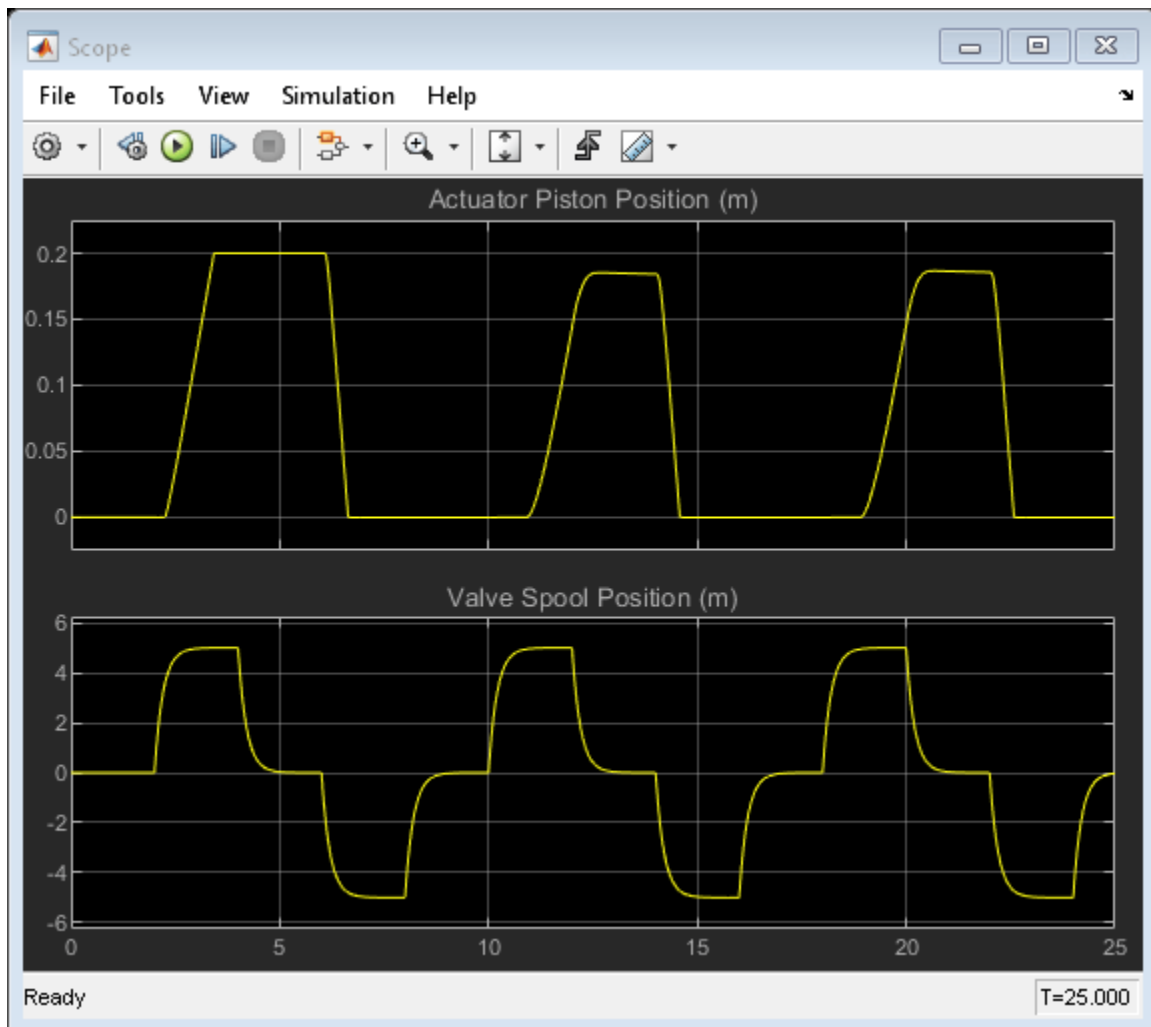 Scope
File Tools View Simulation Help
Actuator Piston Position (m)
0.2
0.15
0.1
0.05
0
Valve Spool Position (m)
6
4
2
0
-2
-4
-6
0 5 10 15 20 25
Ready T=25.000